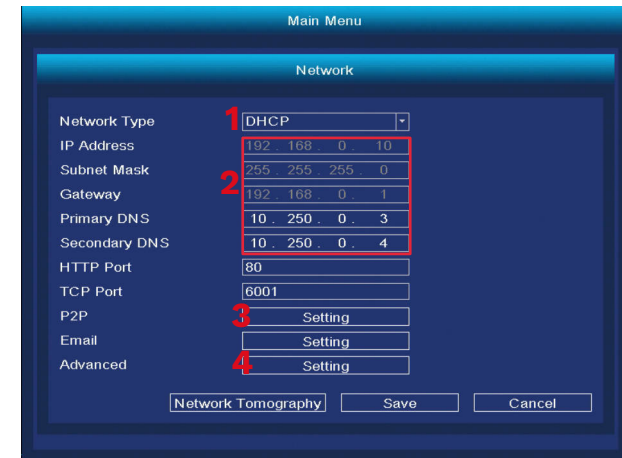 Main Menu
Network
Network Type 1 DHCP
IP Address 192 . 168 . 0 . 10
Subnet Mask 255 . 255 . 255 . 0
2
Gateway 192 . 168 . 0 . 1
Primary DNS 10 . 250 . 0 . 3
Secondary DNS 10 . 250 . 0 . 4
HTTP Port 80
TCP Port 6001
P2P 3 Setting
Email Setting
Advanced 4 Setting
Network Tomography Save Cancel